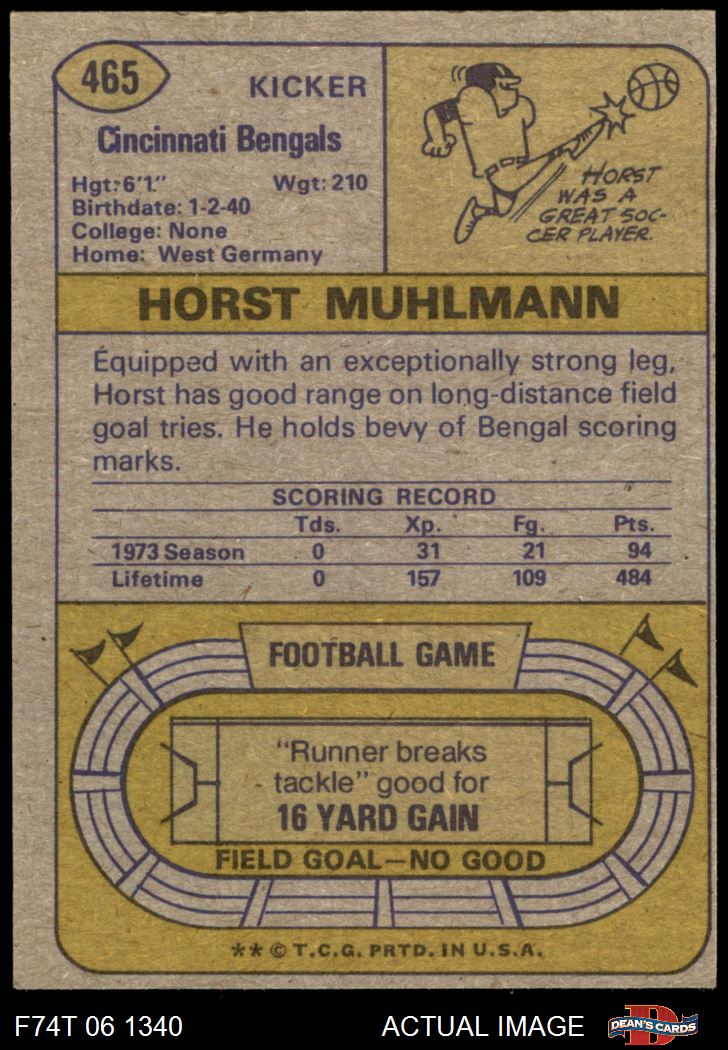 465
KICKER
Cincinnati Bengals
Hgt: 6'1" Wgt: 210
Birthdate: 1-2-40
College: None
Home: West Germany
HORST
WAS A
GREAT SOC-
CER PLAYER.
HORST MUHLMANN
Equipped with an exceptionally strong leg,
Horst has good range on long-distance field
goal tries. He holds bevy of Bengal scoring
marks.
SCORING RECORD
Tds. Xp. Fg. Pts.
1973 Season 0 31 21 94
Lifetime 0 157 109 484
FOOTBALL GAME
"Runner breaks
tackle" good for
16 YARD GAIN
FIELD GOAL—NO GOOD
** © T.C.G. PRTD. IN U.S.A.
F74T 06 1340 ACTUAL IMAGE
D
DEAN'S CARDS